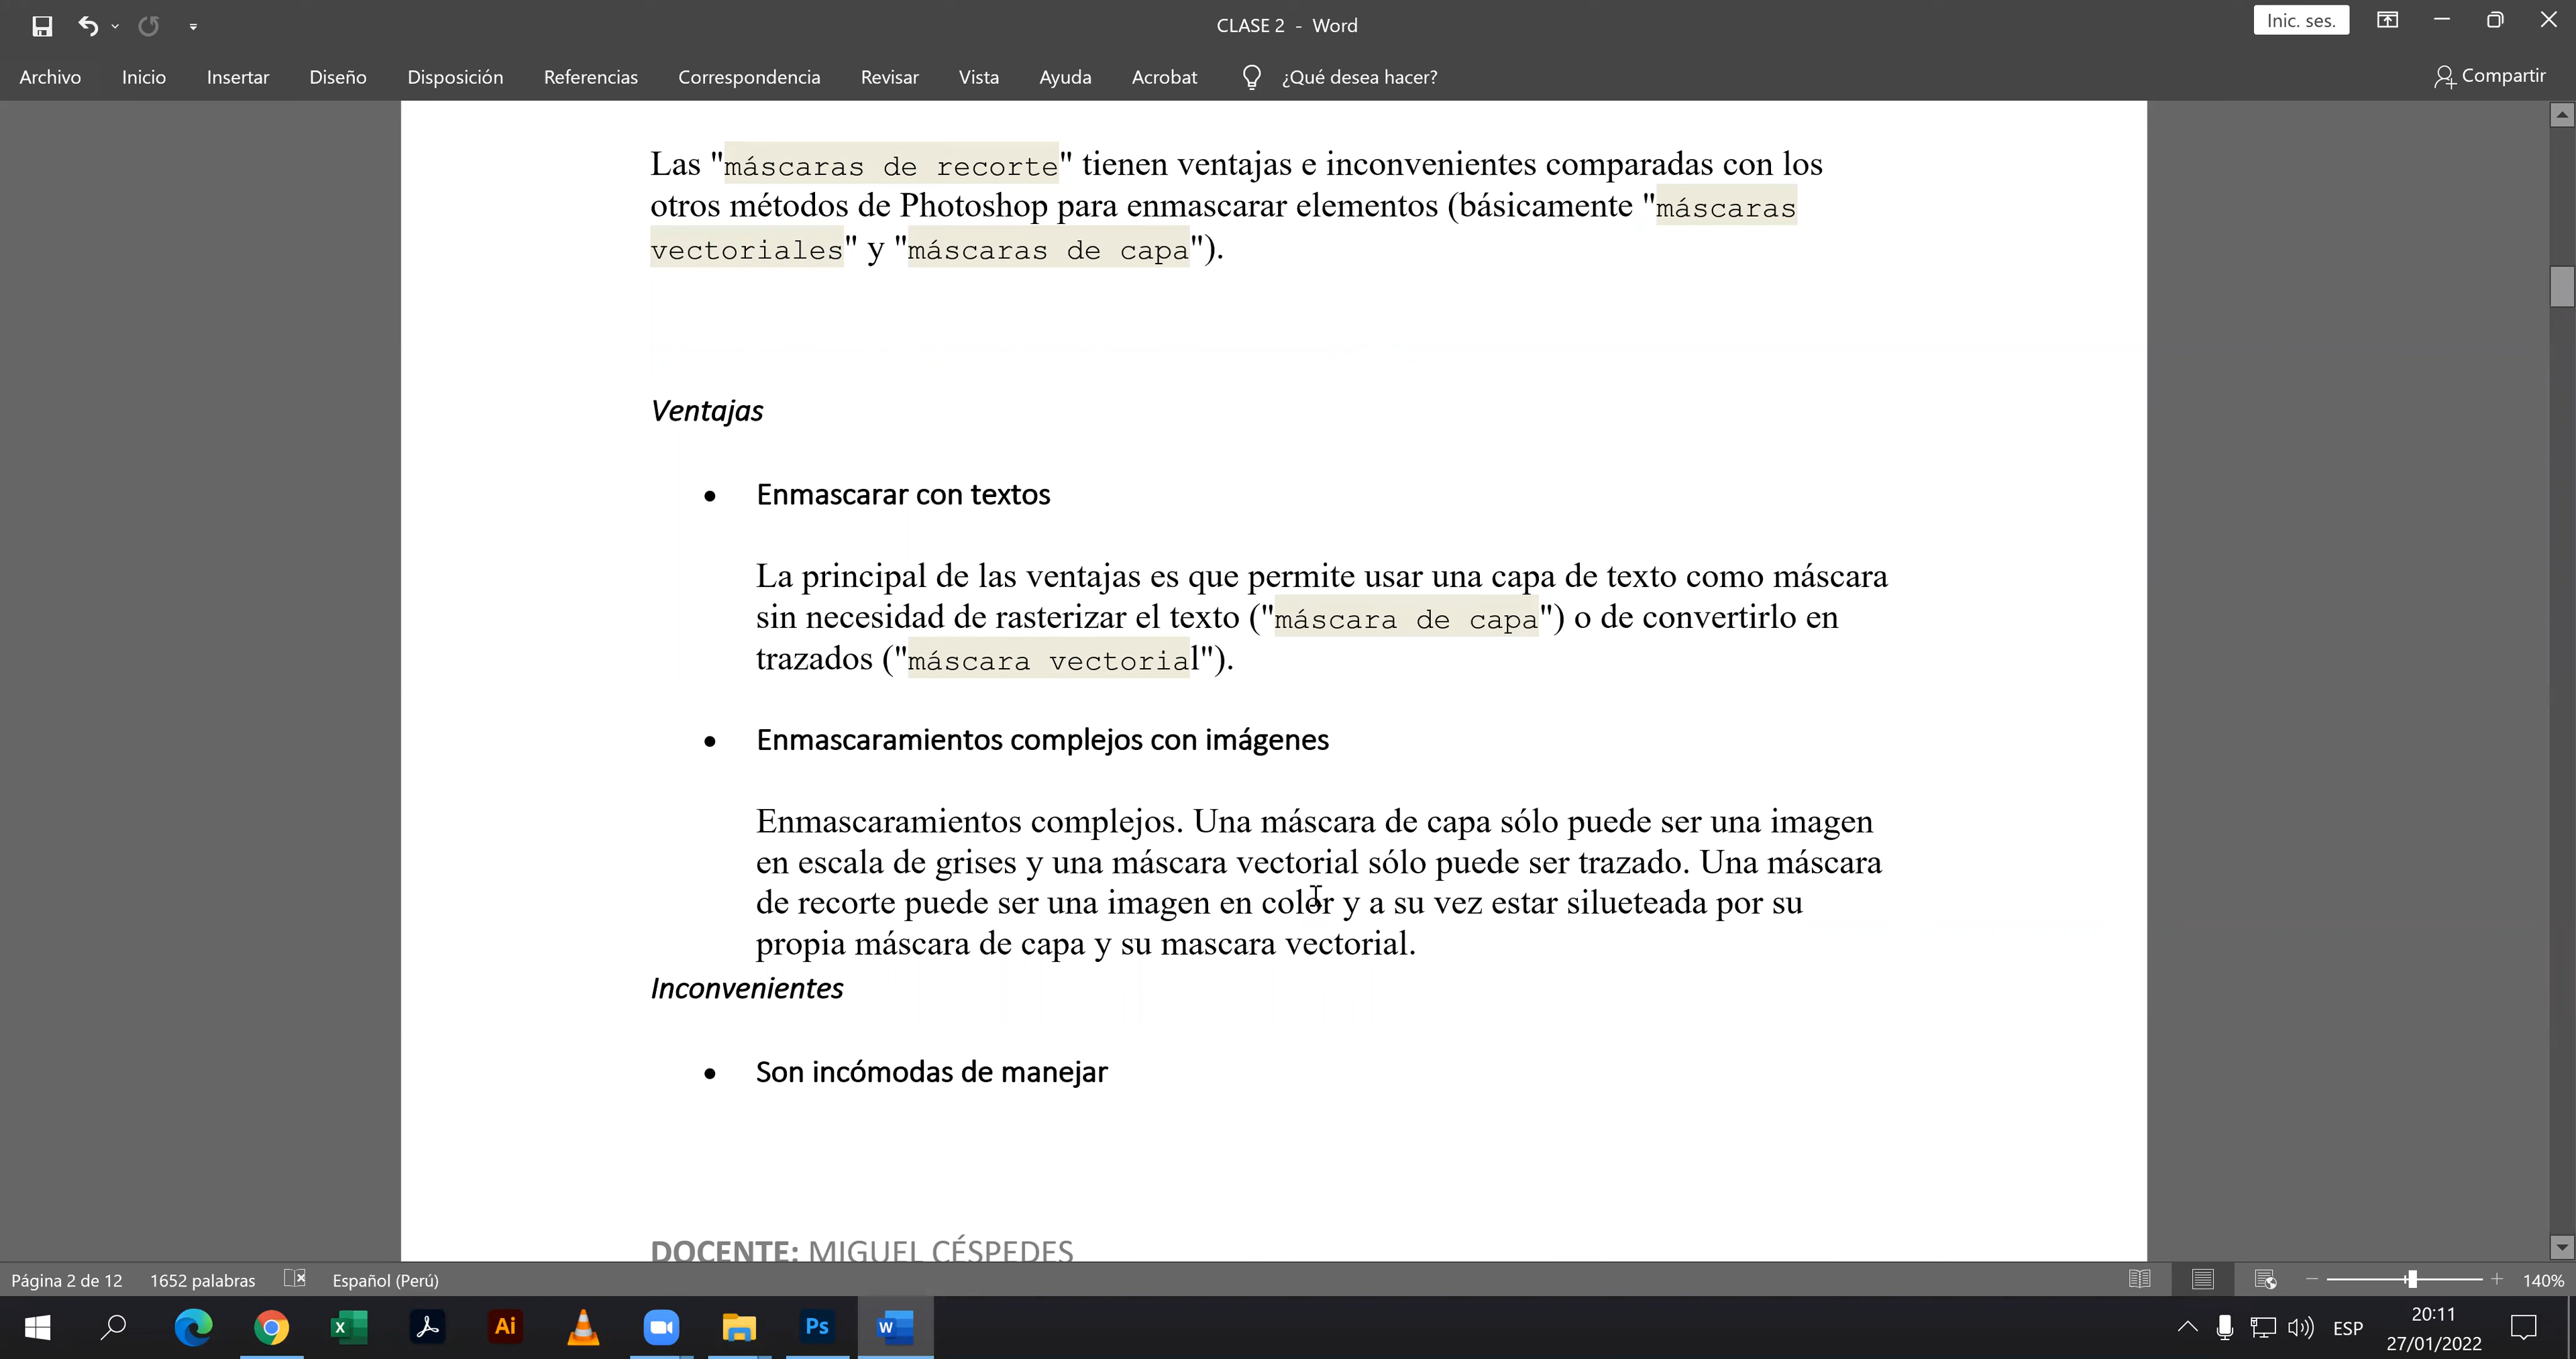 CLASE 2 - Word
Inic. ses.
Archivo Inicio Insertar Diseño Disposición Referencias Correspondencia Revisar Vista Ayuda Acrobat ¿Qué desea hacer? Compartir
Las "máscaras de recorte" tienen ventajas e inconvenientes comparadas con los
otros métodos de Photoshop para enmascarar elementos (básicamente "máscaras
vectoriales" y "máscaras de capa").
Ventajas
• Enmascarar con textos
La principal de las ventajas es que permite usar una capa de texto como máscara
sin necesidad de rasterizar el texto ("máscara de capa") o de convertirlo en
trazados ("máscara vectorial").
• Enmascaramientos complejos con imágenes
Enmascaramientos complejos. Una máscara de capa sólo puede ser una imagen
en escala de grises y una máscara vectorial sólo puede ser trazado. Una máscara
de recorte puede ser una imagen en color y a su vez estar silueteada por su
propia máscara de capa y su mascara vectorial.
Inconvenientes
• Son incómodas de manejar
DOCENTE: MIGUEL CÉSPEDES
Página 2 de 12 1652 palabras Español (Perú) 140%
Ai Ps ESP 20:11
27/01/2022